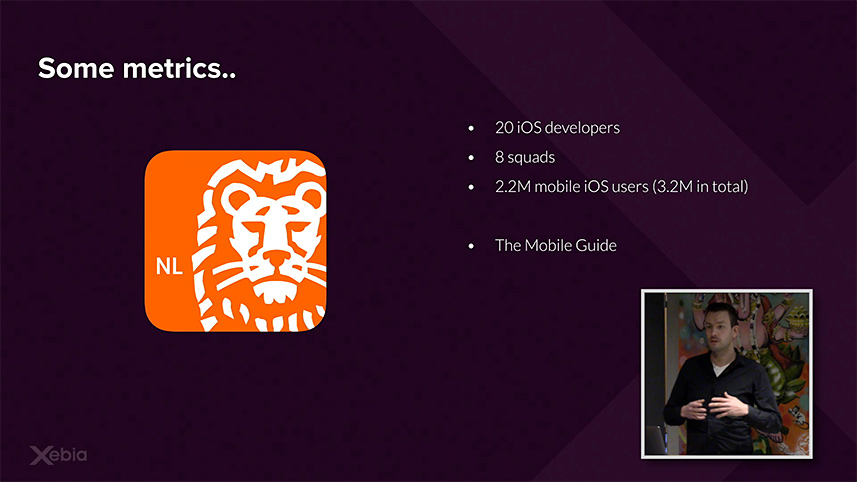 Some metrics..
• 20 iOS developers
• 8 squads
• 2.2M mobile iOS users (3.2M in total)
• The Mobile Guide
NL
Xebia